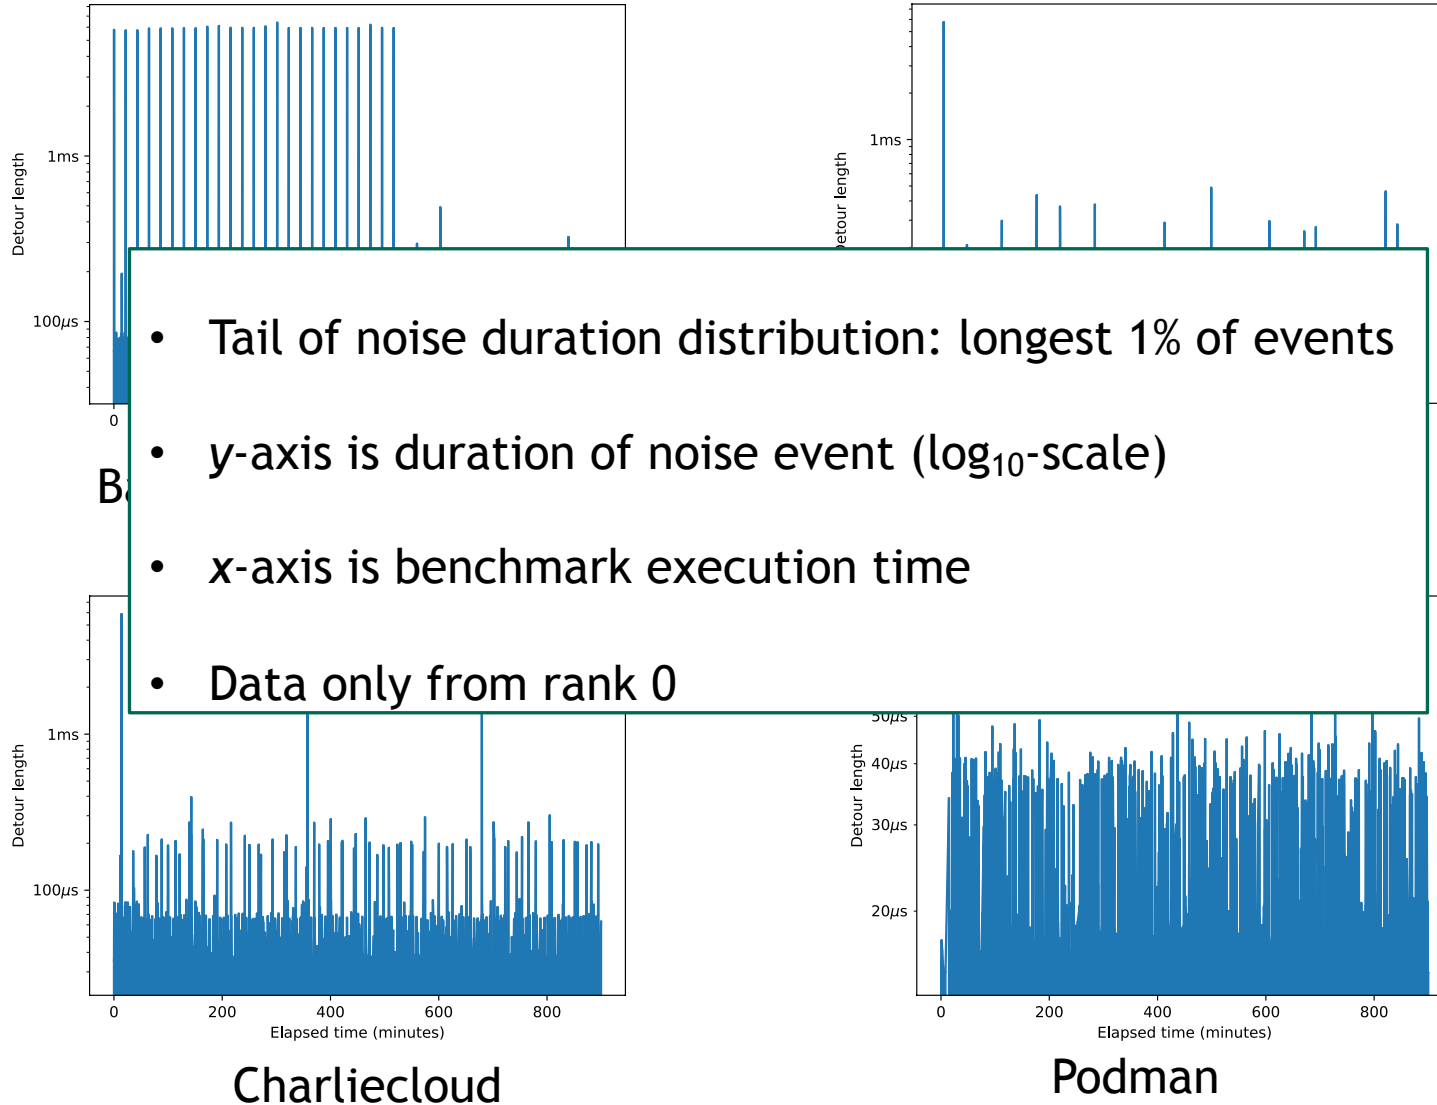 Detour length
1ms
100µs
0
Detour length
1ms
• Tail of noise duration distribution: longest 1% of events
• y-axis is duration of noise event (log₁₀-scale)
• x-axis is benchmark execution time
• Data only from rank 0
Detour length
1ms
100µs
0 200 400 600 800
Elapsed time (minutes)
Charliecloud
Detour length
50µs
40µs
30µs
20µs
0 200 400 600 800
Elapsed time (minutes)
Podman